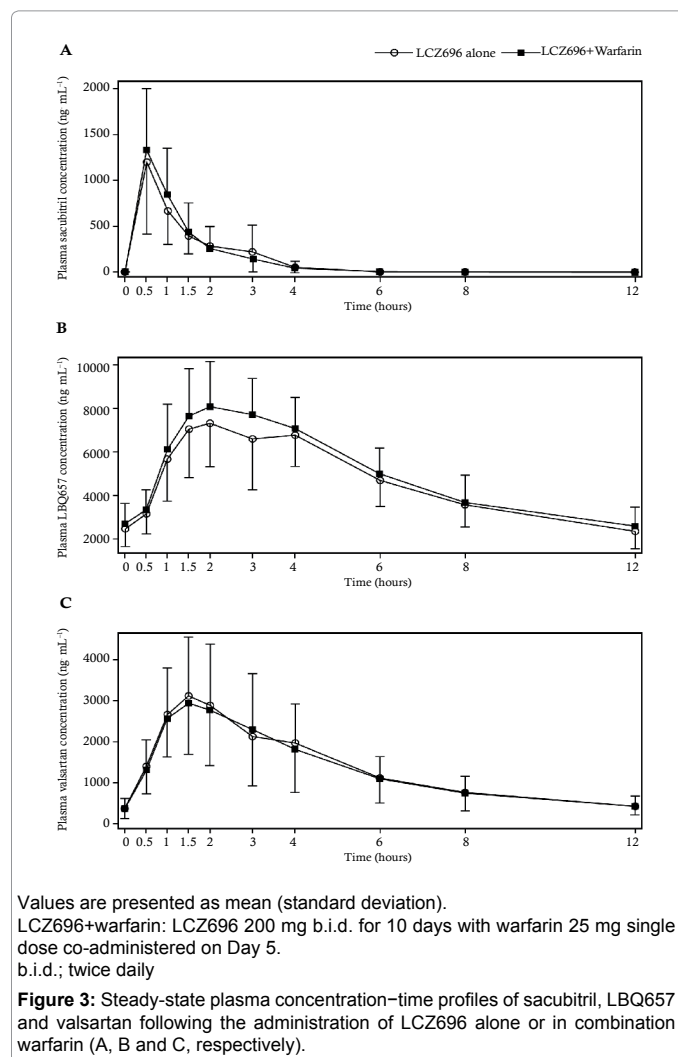 A
LCZ696 alone LCZ696+Warfarin
Plasma sacubitril concentration (ng mL⁻¹)
2000
1500
1000
500
0
0 0.5 1 1.5 2 3 4 6 8 12
Time (hours)
B
Plasma LBQ657 concentration (ng mL⁻¹)
10000
8000
6000
4000
2000
0 0.5 1 1.5 2 3 4 6 8 12
Time (hours)
C
Plasma valsartan concentration (ng mL⁻¹)
4000
3000
2000
1000
0
0 0.5 1 1.5 2 3 4 6 8 12
Time (hours)
Values are presented as mean (standard deviation).
LCZ696+warfarin: LCZ696 200 mg b.i.d. for 10 days with warfarin 25 mg single
dose co-administered on Day 5.
b.i.d.; twice daily
Figure 3: Steady-state plasma concentration−time profiles of sacubitril, LBQ657
and valsartan following the administration of LCZ696 alone or in combination
warfarin (A, B and C, respectively).